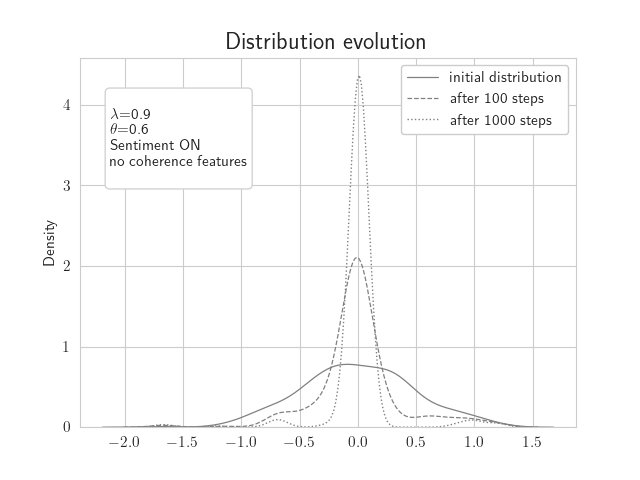 Distribution evolution
λ=0.9
θ=0.6
Sentiment ON
no coherence features
initial distribution
after 100 steps
after 1000 steps
Density
4
3
2
1
0
−2.0 −1.5 −1.0 −0.5 0.0 0.5 1.0 1.5